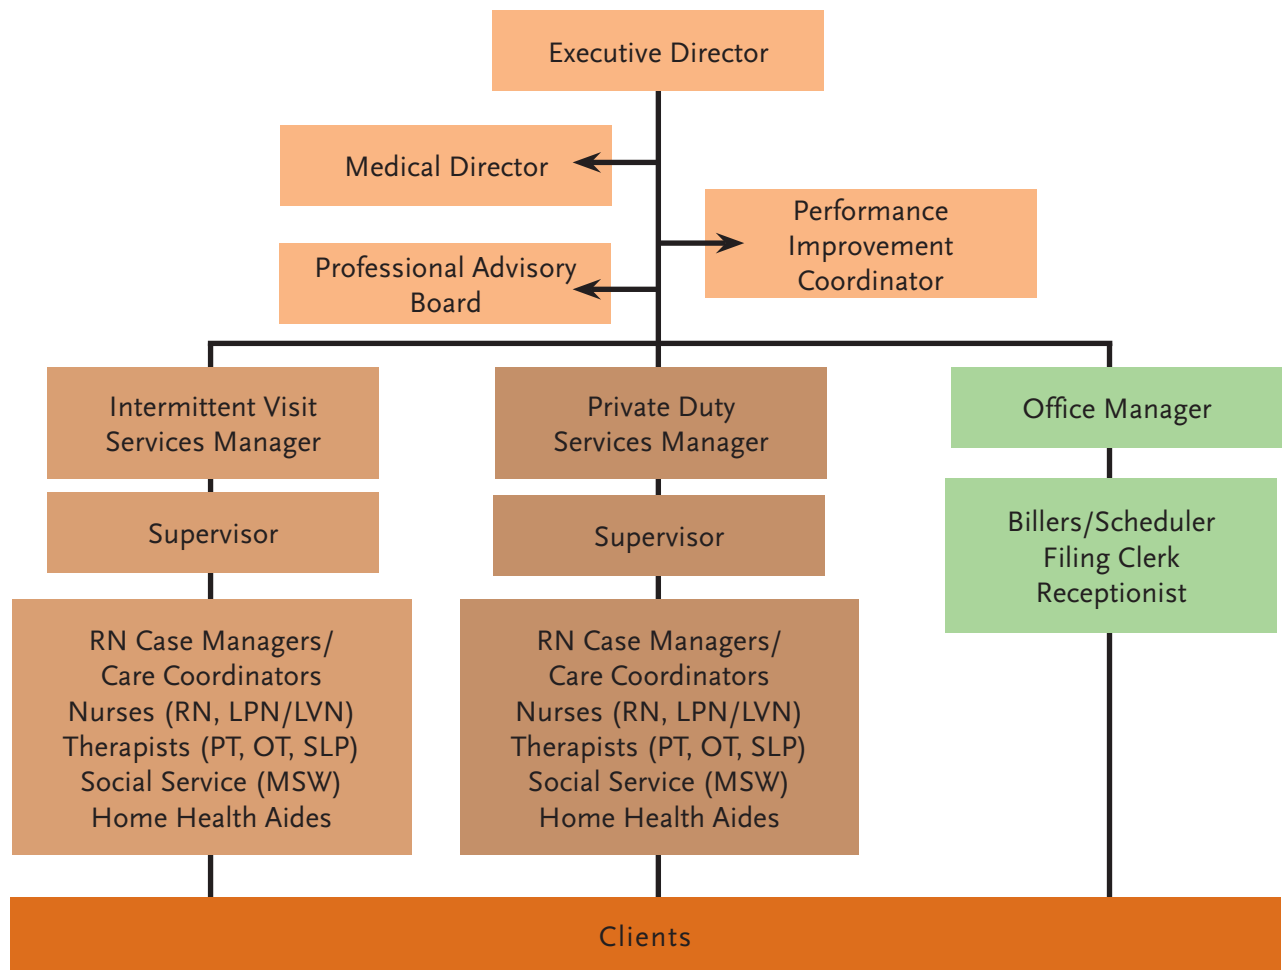 Executive Director
Medical Director
Performance
Improvement
Coordinator
Professional Advisory
Board
Intermittent Visit
Services Manager
Private Duty
Services Manager
Office Manager
Supervisor
Supervisor
Billers/Scheduler
Filing Clerk
Receptionist
RN Case Managers/
Care Coordinators
Nurses (RN, LPN/LVN)
Therapists (PT, OT, SLP)
Social Service (MSW)
Home Health Aides
RN Case Managers/
Care Coordinators
Nurses (RN, LPN/LVN)
Therapists (PT, OT, SLP)
Social Service (MSW)
Home Health Aides
Clients